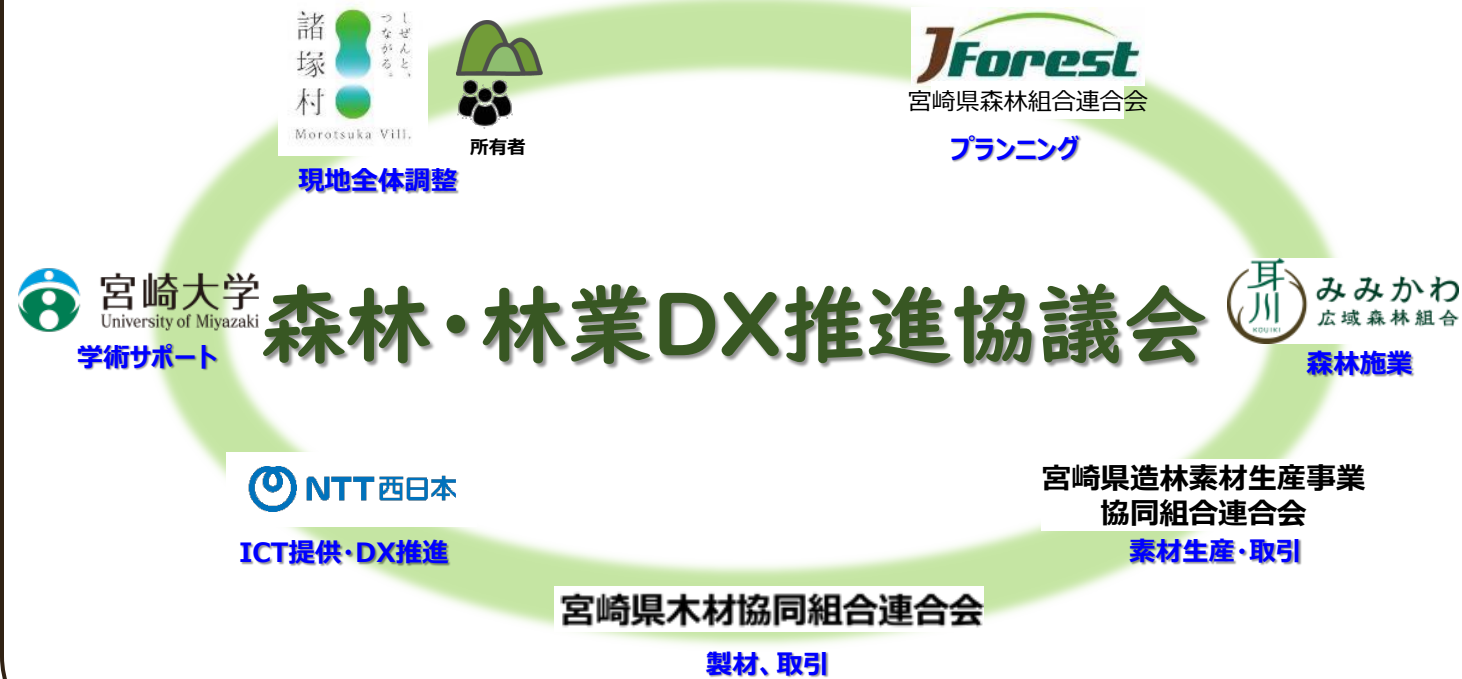 諸塚村
しぜんと、
つながる。
Morotsuka Vill.
所有者
現地全体調整
JForest
宮崎県森林組合連合会
プランニング
宮崎大学
University of Miyazaki
学術サポート
森林・林業DX推進協議会
耳川
KOUIKI
みみかわ
広域森林組合
森林施業
NTT西日本
ICT提供・DX推進
宮崎県造林素材生産事業
協同組合連合会
素材生産・取引
宮崎県木材協同組合連合会
製材、取引